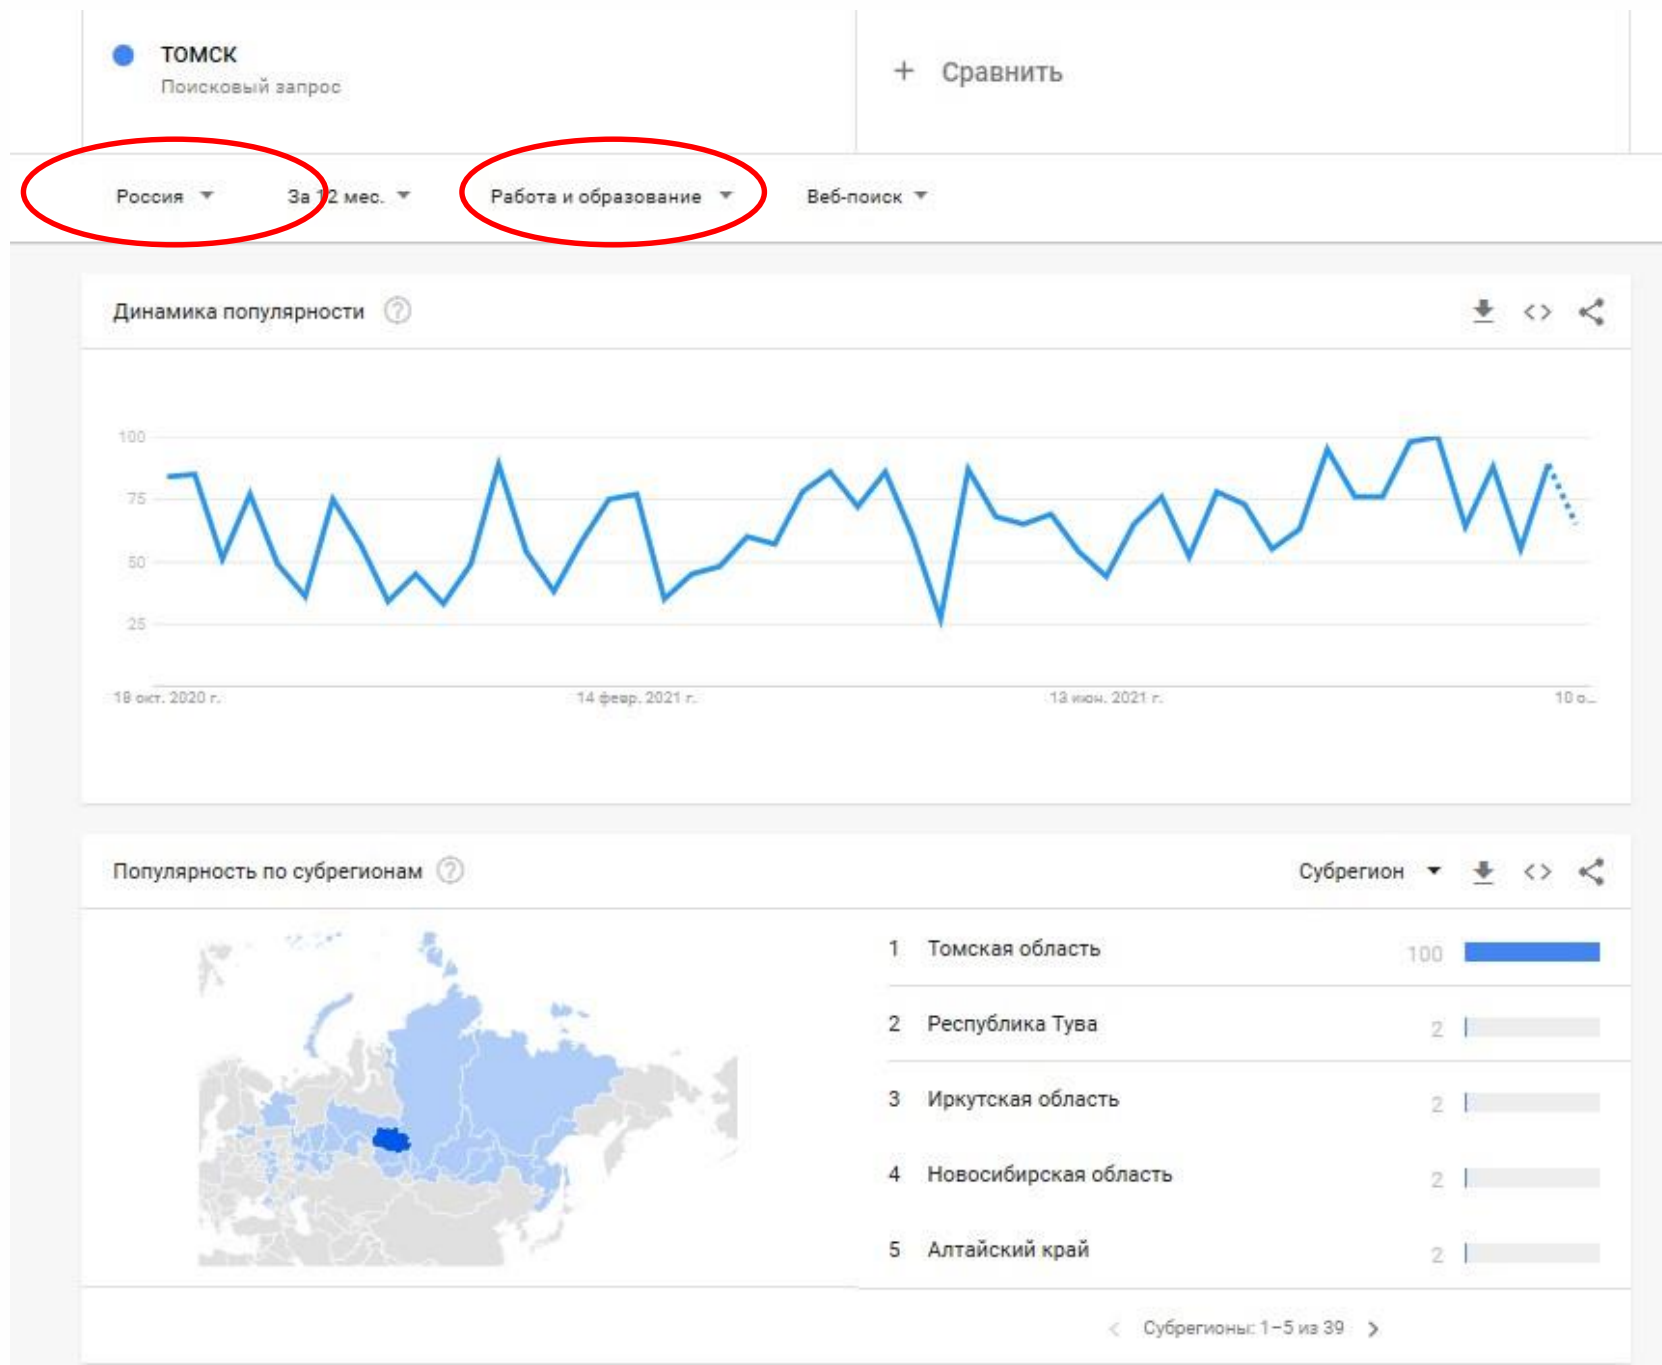 ТОМСК
Поисковый запрос
+ Сравнить
Россия За 12 мес. Работа и образование Веб-поиск
Динамика популярности ?
100
75
50
25
18 окт. 2020 г. 14 февр. 2021 г. 13 июн. 2021 г. 10 о...
Популярность по субрегионам ?
Субрегион
1 Томская область 100
2 Республика Тува 2
3 Иркутская область 2
4 Новосибирская область 2
5 Алтайский край 2
Субрегионы: 1–5 из 39